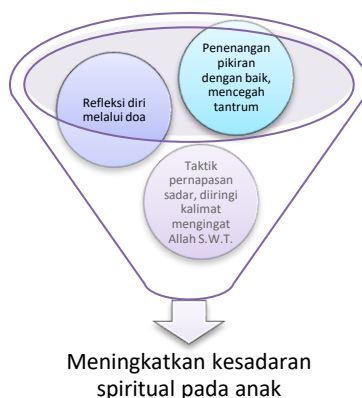 Penenangan
pikiran
dengan baik,
mencegah
tantrum
Refleksi diri
melalui doa
Taktik
pernapasan
sadar, diiringi
kalimat
mengingat
Allah S.W.T.
Meningkatkan kesadaran
spiritual pada anak